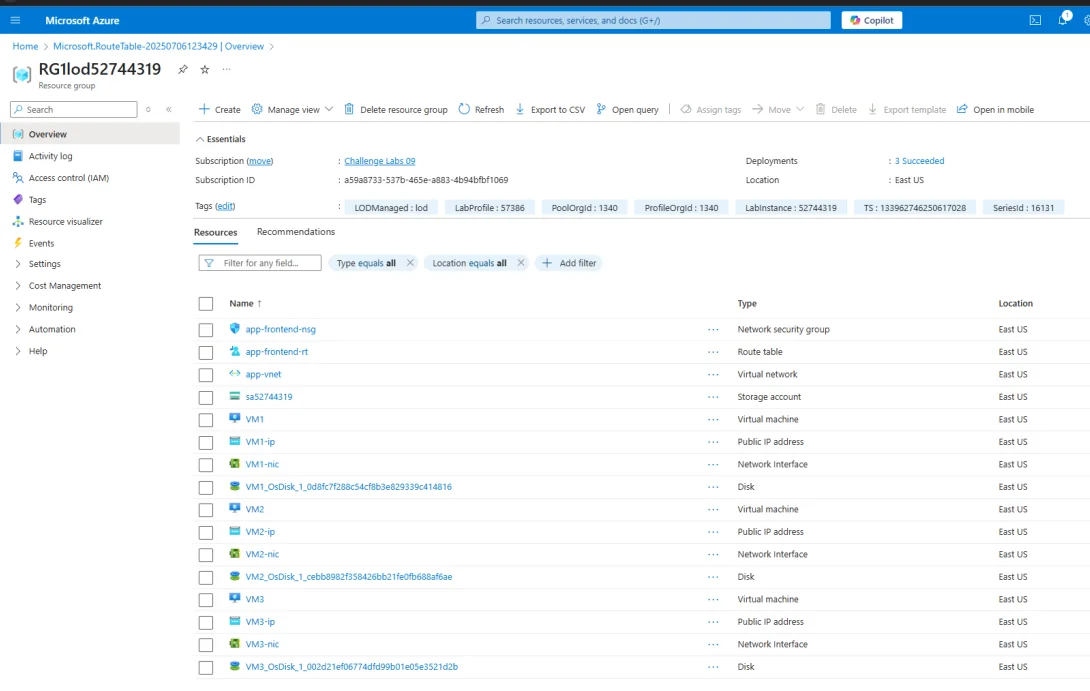 Microsoft Azure
Search resources, services, and docs (G+/)
Copilot
1
Home > Microsoft.RouteTable-20250706123429 | Overview >
RG1lod52744319
Resource group
Search
Overview
Activity log
Access control (IAM)
Tags
Resource visualizer
Events
Settings
Cost Management
Monitoring
Automation
Help
Create Manage view Delete resource group Refresh Export to CSV Open query Assign tags Move Delete Export template Open in mobile
Essentials
Subscription (move) : Challenge Labs 09 Deployments : 3 Succeeded
Subscription ID : a59a8733-537b-465e-a883-4b94bfbf1069 Location : East US
Tags (edit) : LODManaged : lod LabProfile : 57386 PoolOrgId : 1340 ProfileOrgId : 1340 LabInstance : 52744319 TS : 133962746250617028 SeriesId : 16131
Resources Recommendations
Filter for any field... Type equals all Location equals all Add filter
Name ↑ Type Location
app-frontend-nsg Network security group East US
app-frontend-rt Route table East US
app-vnet Virtual network East US
sa52744319 Storage account East US
VM1 Virtual machine East US
VM1-ip Public IP address East US
VM1-nic Network Interface East US
VM1_OsDisk_1_0d8fc7f288c54cf8b3e829339c414816 Disk East US
VM2 Virtual machine East US
VM2-ip Public IP address East US
VM2-nic Network Interface East US
VM2_OsDisk_1_cebb8982f358426bb21fe0fb688af6ae Disk East US
VM3 Virtual machine East US
VM3-ip Public IP address East US
VM3-nic Network Interface East US
VM3_OsDisk_1_002d21ef06774dfd99b01e05e3521d2b Disk East US